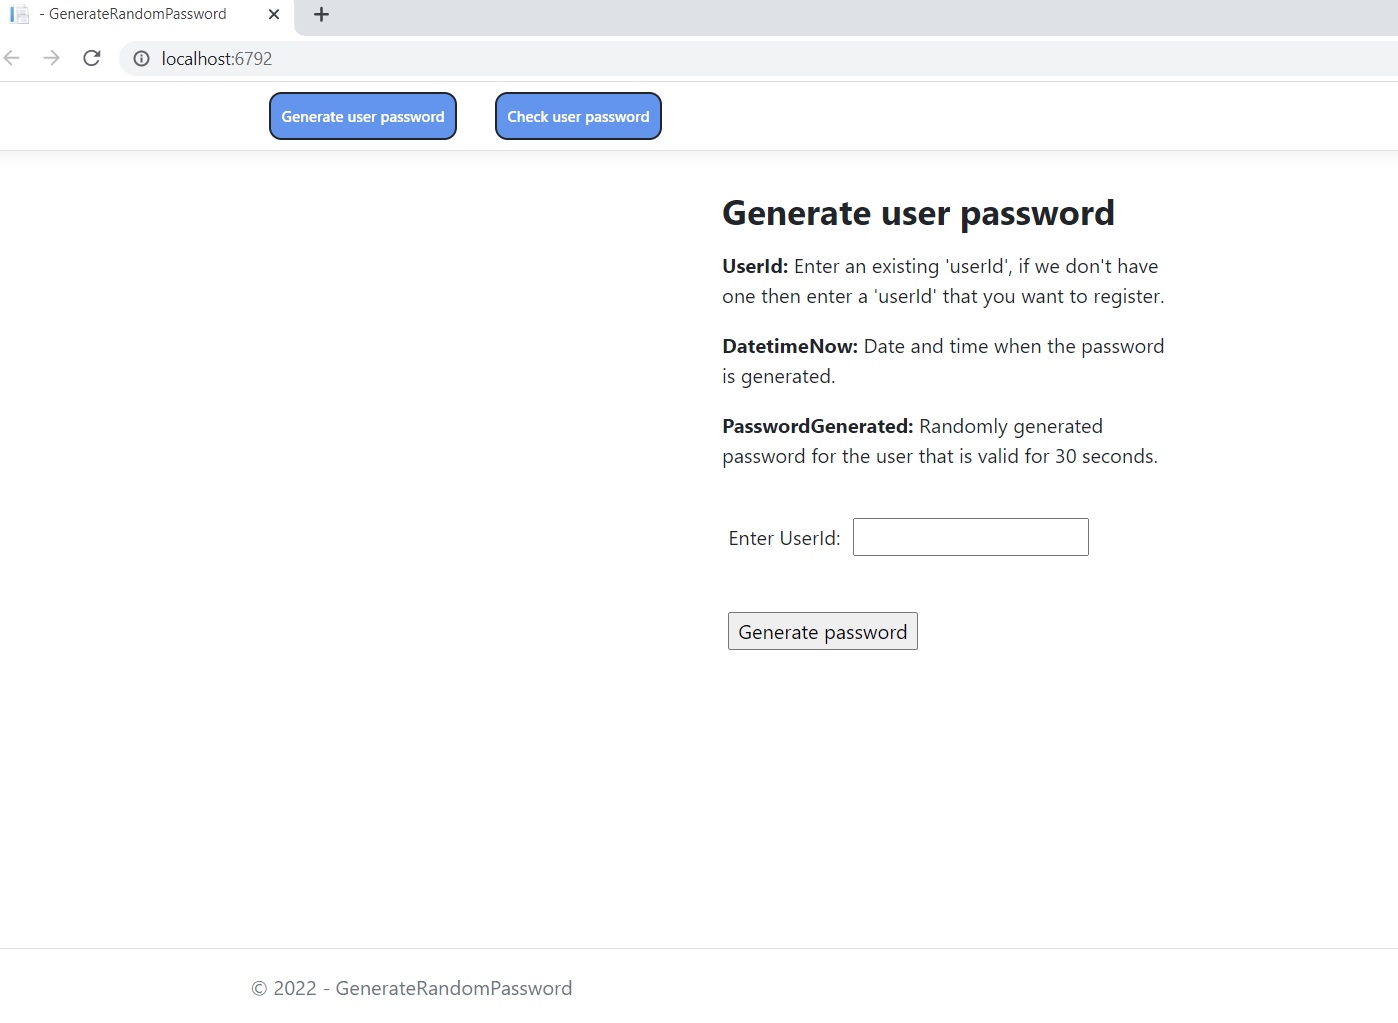 - GenerateRandomPassword
localhost:6792
Generate user password
Check user password
Generate user password
UserId: Enter an existing 'userId', if we don't have
one then enter a 'userId' that you want to register.
DatetimeNow: Date and time when the password
is generated.
PasswordGenerated: Randomly generated
password for the user that is valid for 30 seconds.
Enter UserId:
Generate password
© 2022 - GenerateRandomPassword